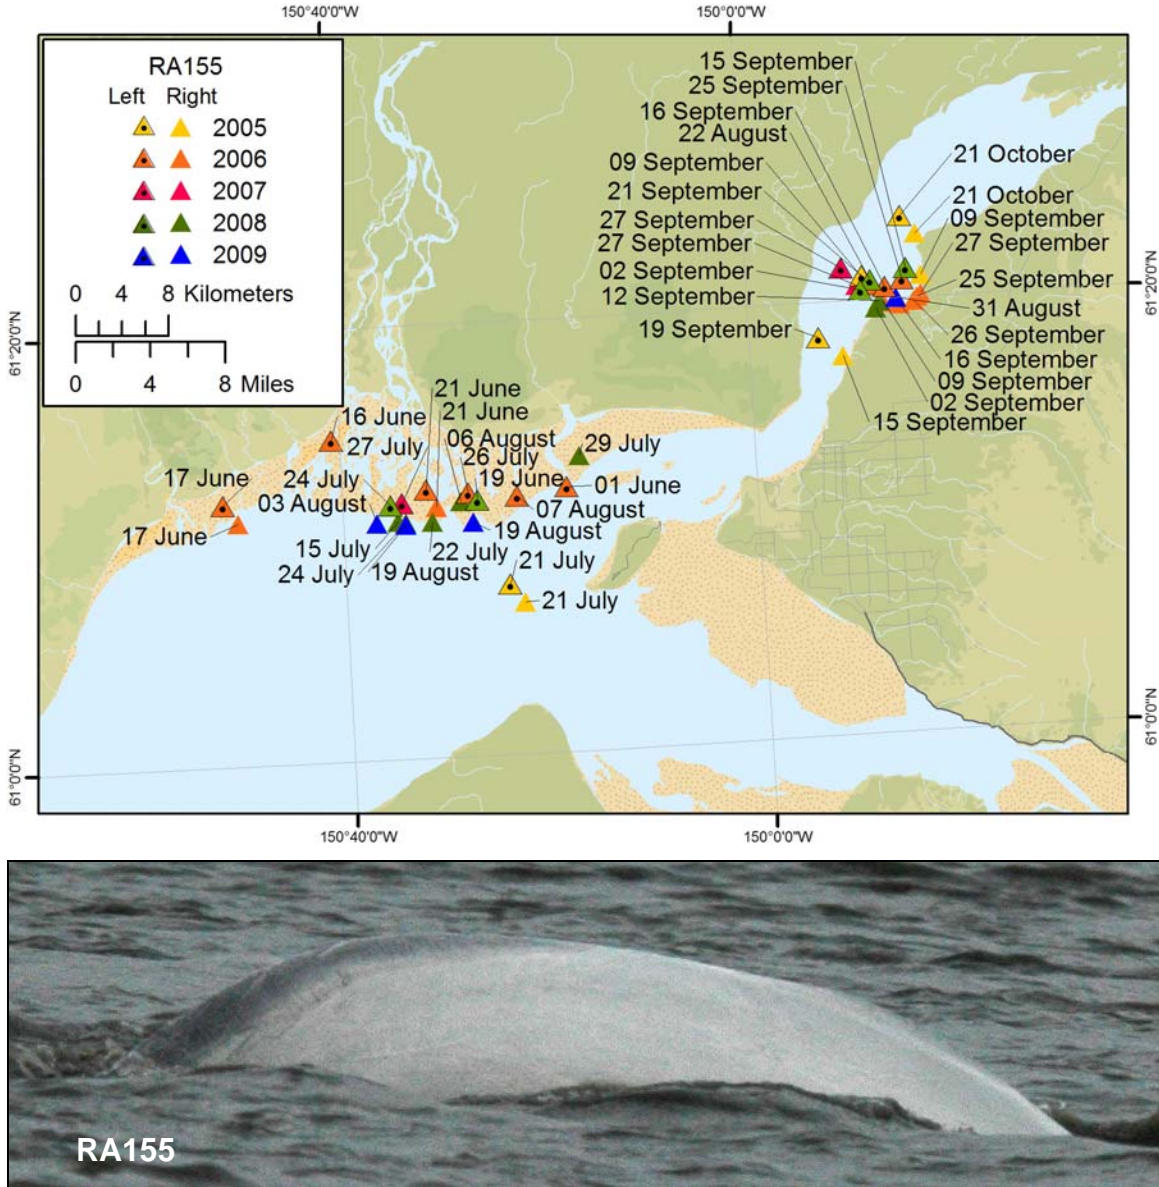 150°40'0"W 150°0'0"W
RA155
Left Right
2005
2006
2007
2008
2009
0 4 8 Kilometers
0 4 8 Miles
15 September
25 September
16 September
22 August
09 September
21 September
27 September
27 September
02 September
12 September
19 September
21 October
21 October
09 September
27 September
25 September
31 August
26 September
16 September
09 September
02 September
15 September
61°20'0"N
61°20'0"N
21 June
21 June
16 June
06 August
27 July
26 July
29 July
17 June
24 July
19 June
01 June
03 August
07 August
17 June
19 August
15 July
22 July
21 July
24 July
19 August
21 July
61°0'0"N
61°0'0"N
150°40'0"W 150°0'0"W
RA155